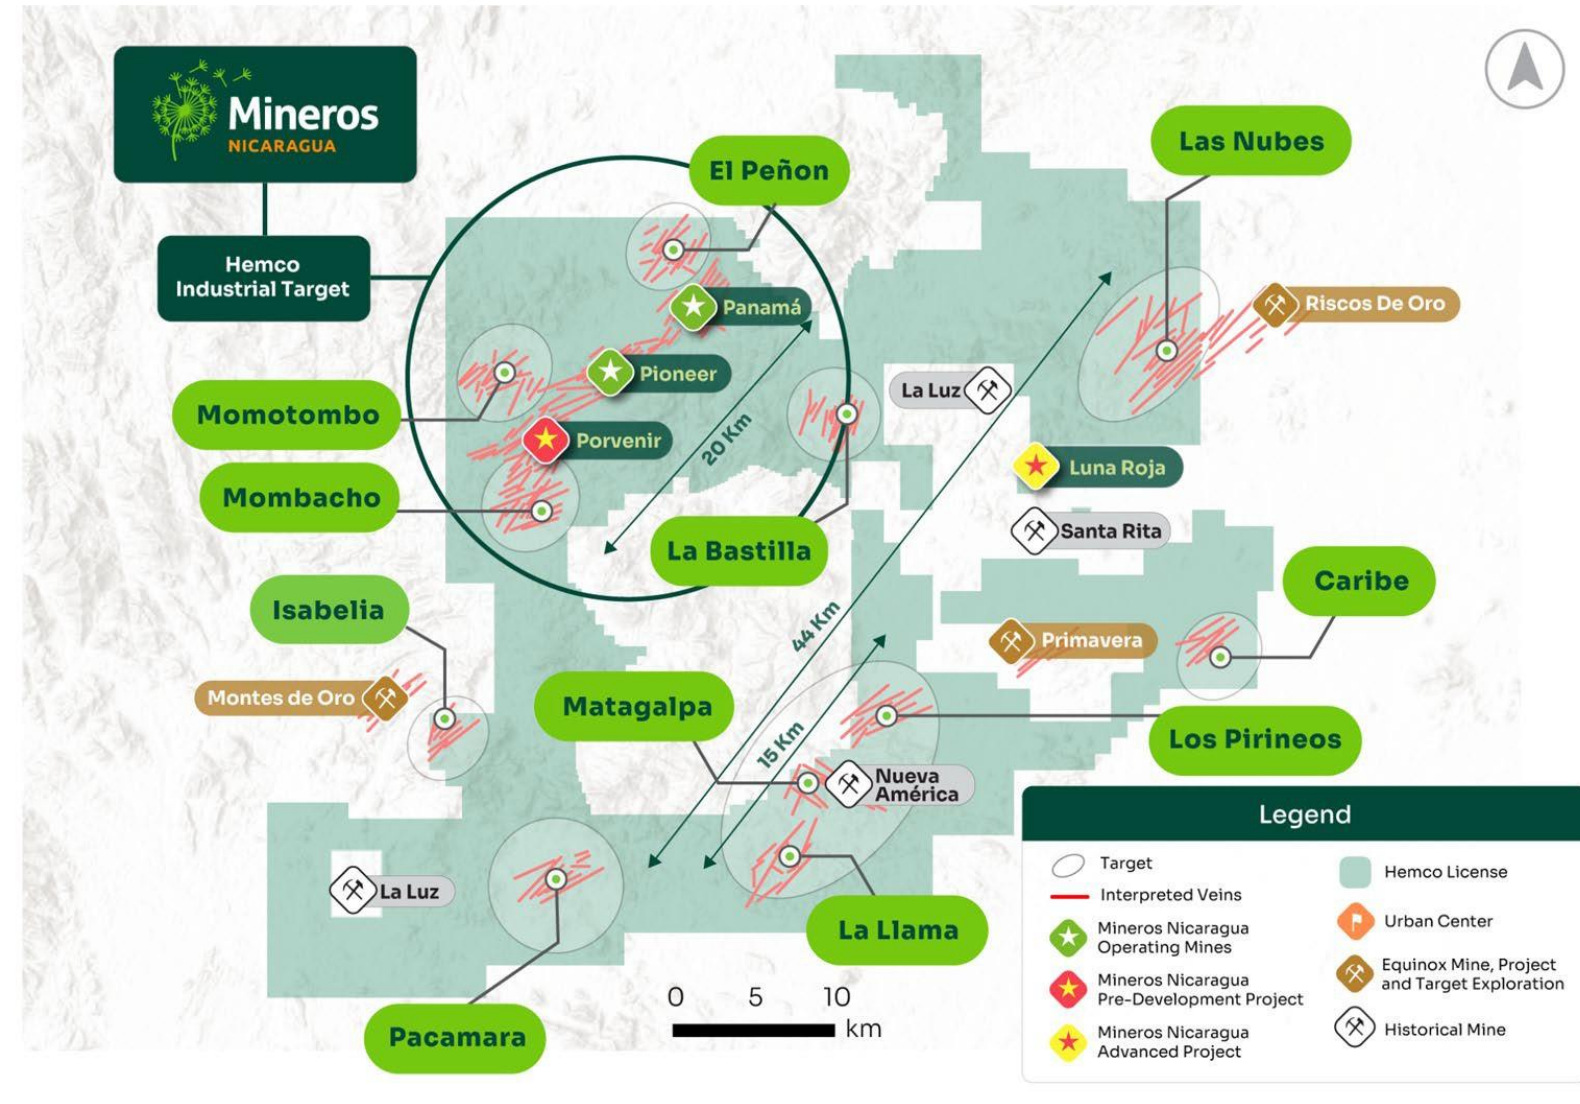 Mineros
NICARAGUA
Hemco
Industrial Target
El Peñon
Las Nubes
Panamá
Riscos De Oro
Pioneer
La Luz
Momotombo
20 Km
Porvenir
Luna Roja
Mombacho
Santa Rita
La Bastilla
Caribe
Isabelia
44 Km
Primavera
Montes de Oro
Matagalpa
15 Km
Los Pirineos
Nueva
América
La Luz
La Llama
Pacamara
0 5 10
km
Legend
Target
Interpreted Veins
Mineros Nicaragua
Operating Mines
Mineros Nicaragua
Pre-Development Project
Mineros Nicaragua
Advanced Project
Hemco License
Urban Center
Equinox Mine, Project
and Target Exploration
Historical Mine